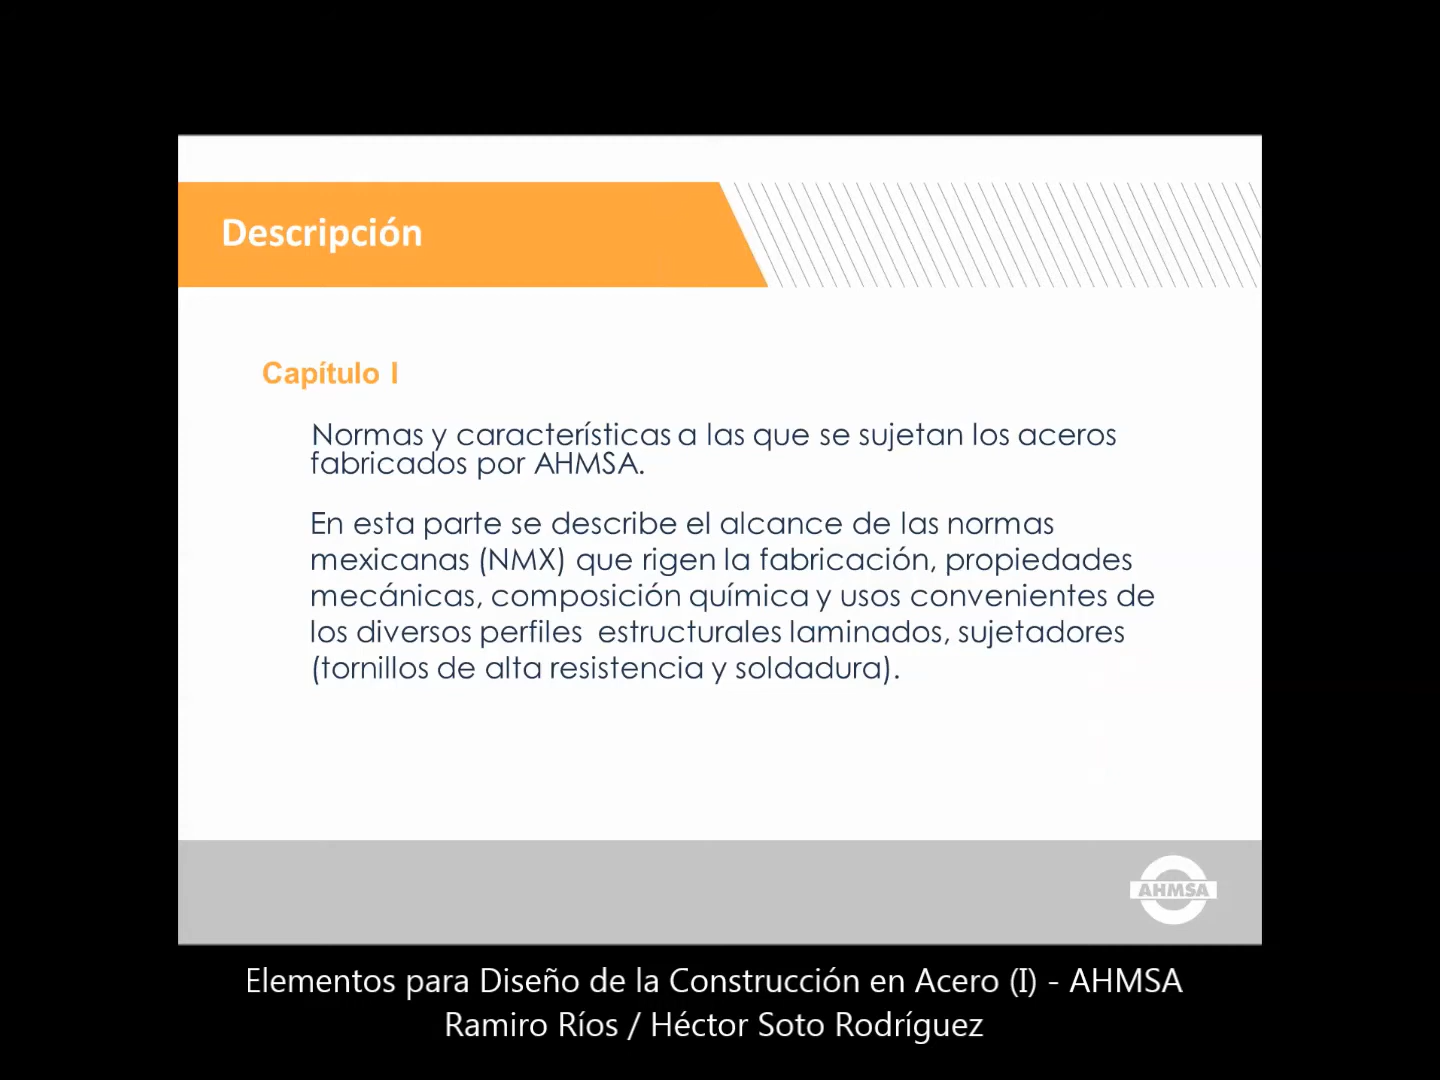 Descripción
Capítulo I
Normas y características a las que se sujetan los aceros
fabricados por AHMSA.
En esta parte se describe el alcance de las normas
mexicanas (NMX) que rigen la fabricación, propiedades
mecánicas, composición química y usos convenientes de
los diversos perfiles  estructurales laminados, sujetadores
(tornillos de alta resistencia y soldadura).
AHMSA
Elementos para Diseño de la Construcción en Acero (I) - AHMSA
Ramiro Ríos / Héctor Soto Rodríguez